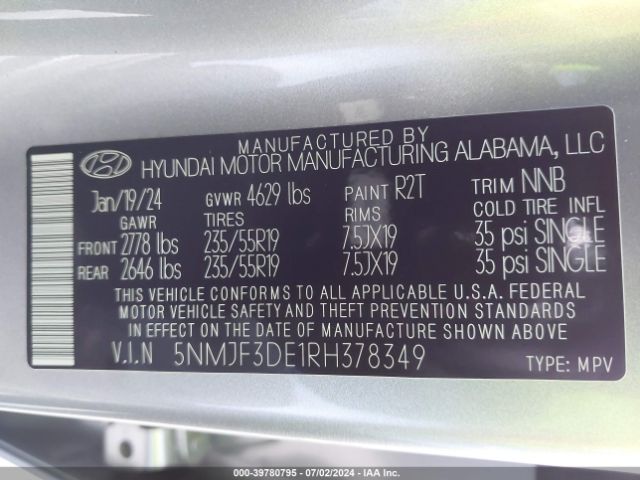 MANUFACTURED BY
HYUNDAI MOTOR MANUFACTURING ALABAMA, LLC
Jan/19/24 GVWR 4629 lbs PAINT R2T TRIM NNB
GAWR TIRES RIMS COLD TIRE INFL
FRONT 2778 lbs 235/55R19 7.5JX19 35 psi SINGLE
REAR 2646 lbs 235/55R19 7.5JX19 35 psi SINGLE
THIS VEHICLE CONFORMS TO ALL APPLICABLE U.S.A. FEDERAL
MOTOR VEHICLE SAFETY AND BUMPER STANDARDS
AND THEFT PREVENTION STANDARDS
IN EFFECT ON THE DATE OF MANUFACTURE SHOWN ABOVE
V.I.N 5NMJF3DE1RH378349 TYPE: MPV
000-39780795 - 07/02/2024 - IAA Inc.